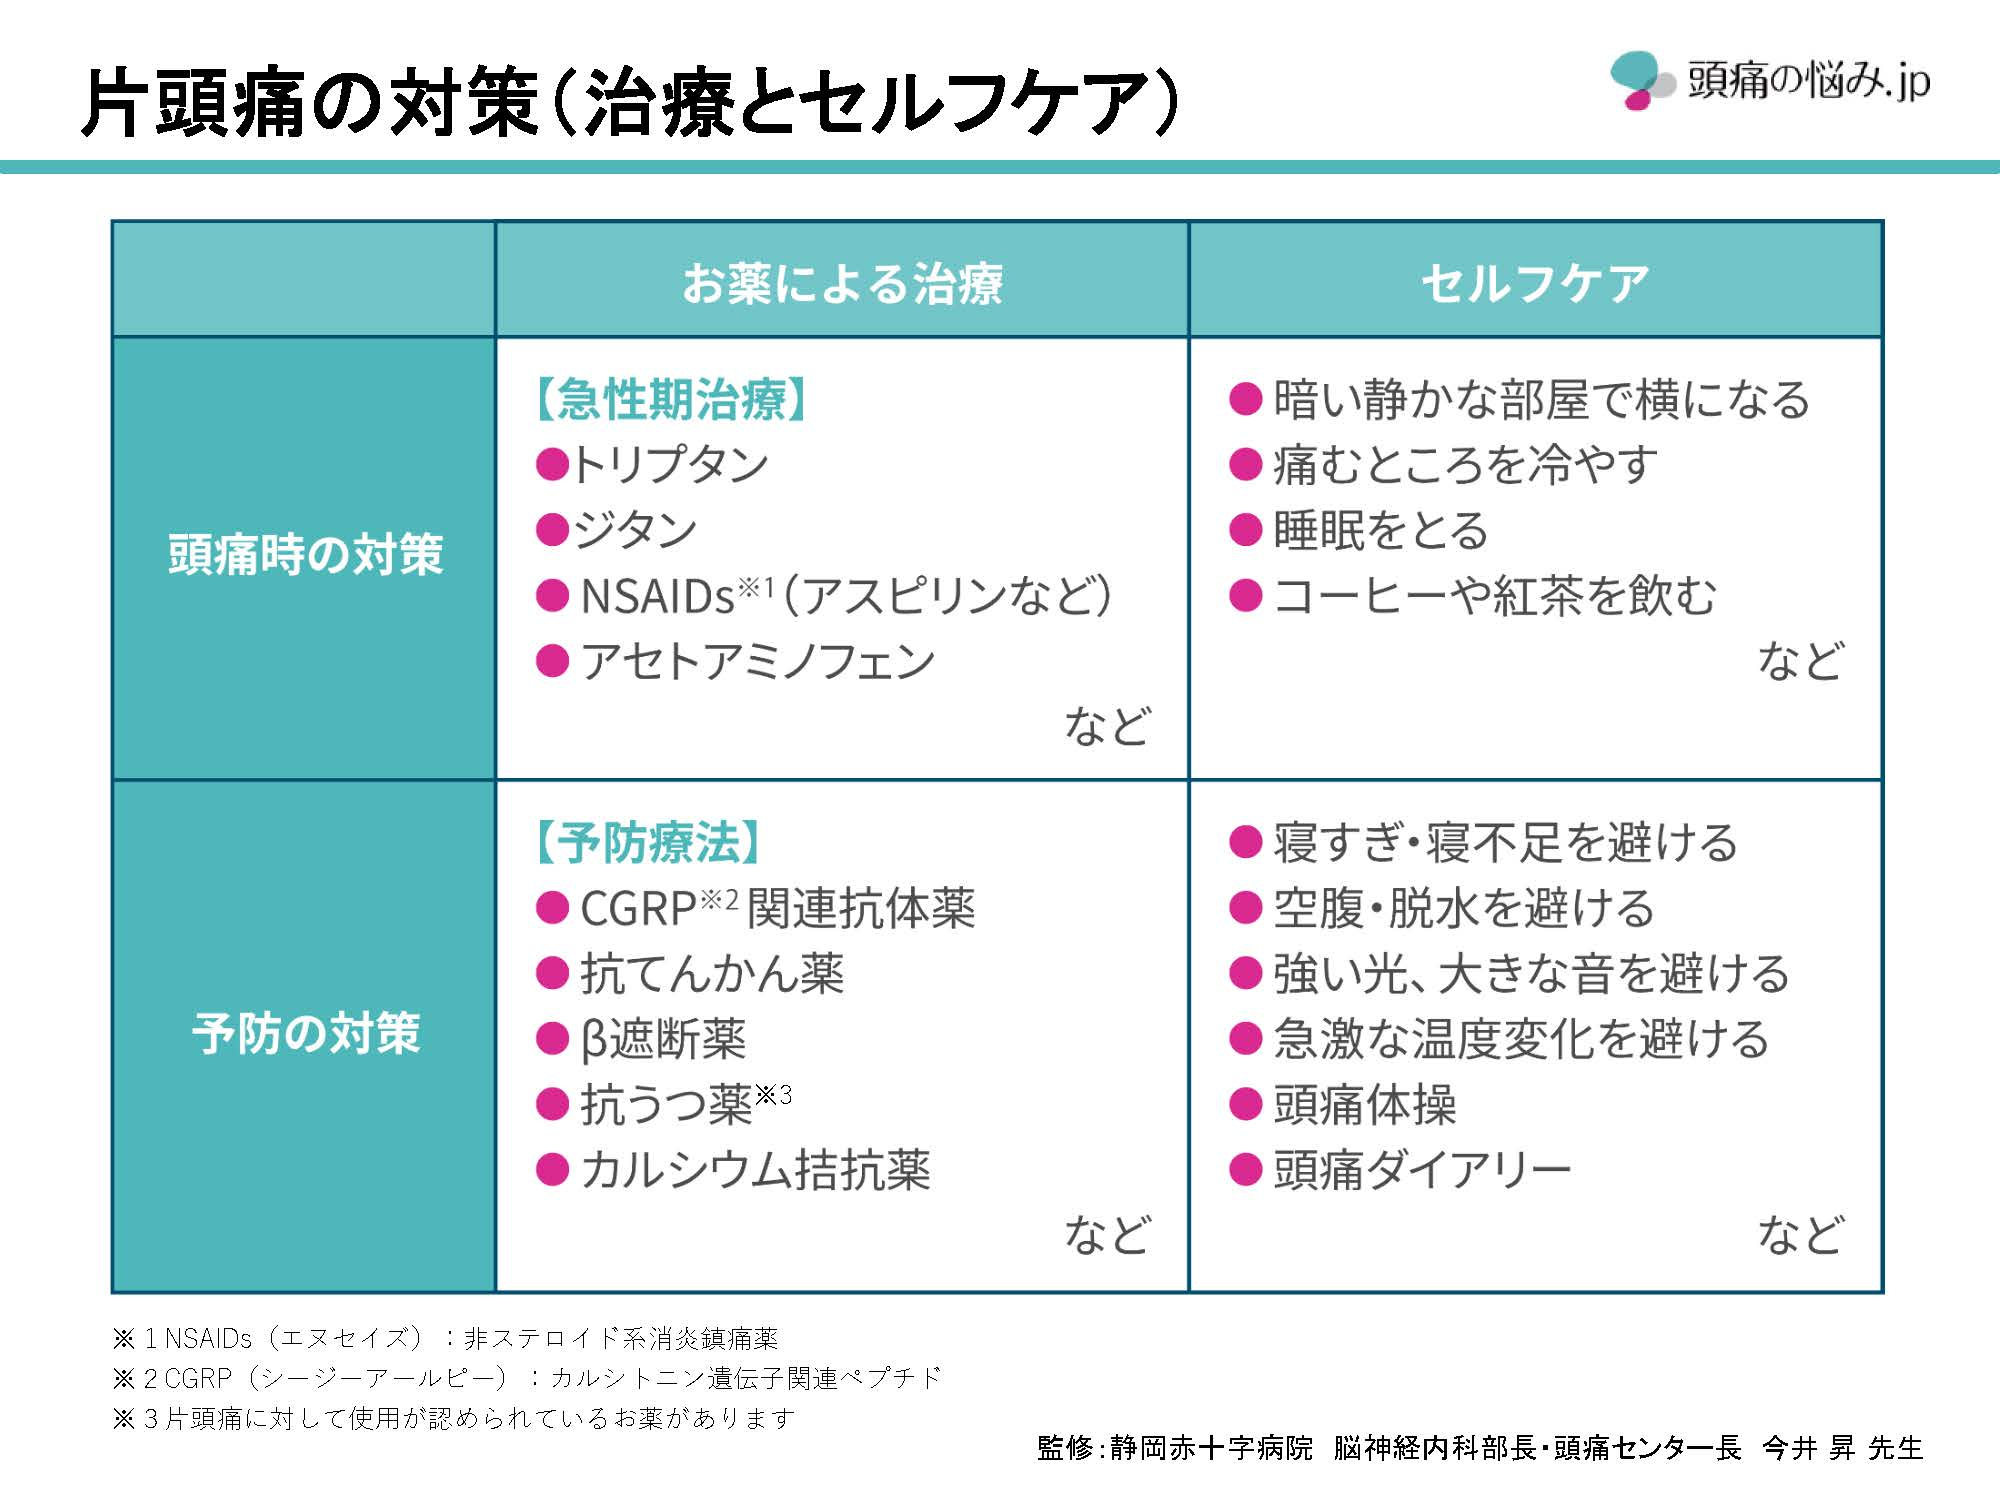 片頭痛の対策（治療とセルフケア）
頭痛の悩み.jp
お薬による治療
セルフケア
頭痛時の対策
【急性期治療】
●トリプタン
●ジタン
●NSAIDs※1（アスピリンなど）
●アセトアミノフェン
など
●暗い静かな部屋で横になる
●痛むところを冷やす
●睡眠をとる
●コーヒーや紅茶を飲む
など
予防の対策
【予防療法】
●CGRP※2関連抗体薬
●抗てんかん薬
●β遮断薬
●抗うつ薬※3
●カルシウム拮抗薬
など
●寝すぎ・寝不足を避ける
●空腹・脱水を避ける
●強い光、大きな音を避ける
●急激な温度変化を避ける
●頭痛体操
●頭痛ダイアリー
など
※1 NSAIDs（エヌセイズ）：非ステロイド系消炎鎮痛薬
※2 CGRP（シージーアールピー）：カルシトニン遺伝子関連ペプチド
※3 片頭痛に対して使用が認められているお薬があります
監修：静岡赤十字病院　脳神経内科部長・頭痛センター長　今井 昇 先生